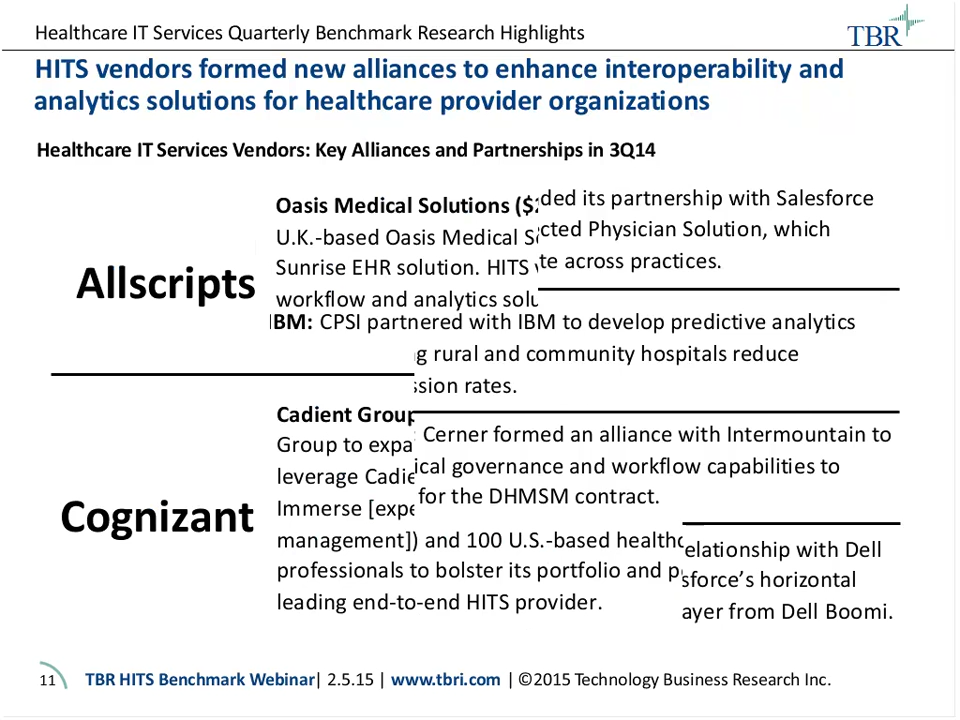 Healthcare IT Services Quarterly Benchmark Research Highlights
TBR
HITS vendors formed new alliances to enhance interoperability and
analytics solutions for healthcare provider organizations
Healthcare IT Services Vendors: Key Alliances and Partnerships in 3Q14
Allscripts
Oasis Medical Solutions
U.K.-based Oasis Medical
Sunrise EHR solution. HITS
workflow and analytics
ded its partnership with Salesforce
cted Physician Solution, which
te across practices.
IBM: CPSI partnered with IBM to develop predictive analytics
g rural and community hospitals reduce
ssion rates.
Cognizant
Cadient Group
Group to expa
leverage Cadie
Immerse [expe
management]) and 100 U.S.-based healthc
professionals to bolster its portfolio and p
leading end-to-end HITS provider.
Cerner formed an alliance with Intermountain to
ical governance and workflow capabilities to
for the DHMSM contract.
elationship with Dell
sforce's horizontal
ayer from Dell Boomi.
11 TBR HITS Benchmark Webinar| 2.5.15 | www.tbri.com | ©2015 Technology Business Research Inc.